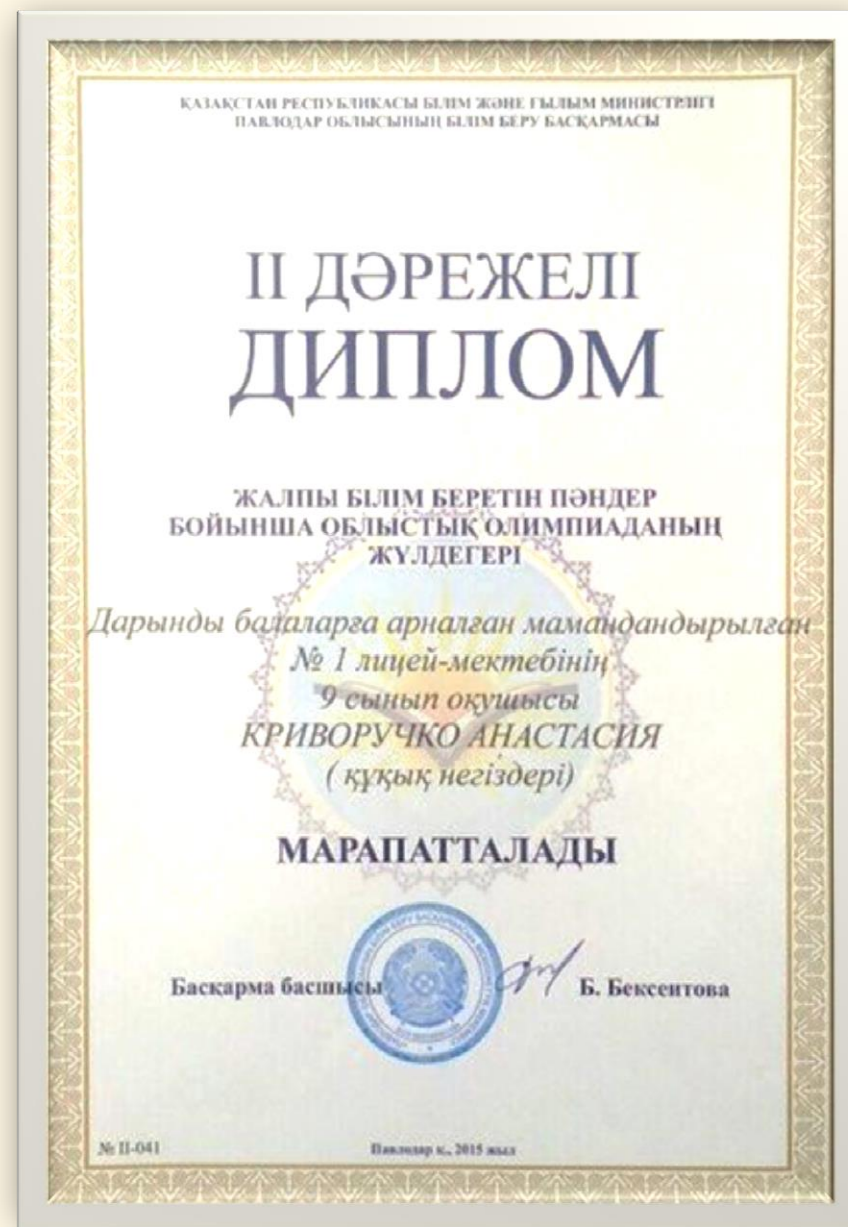 ҚАЗАҚСТАН РЕСПУБЛИКАСЫ БІЛІМ ЖӘНЕ ҒЫЛЫМ МИНИСТРЛІГІ
ПАВЛОДАР ОБЛЫСЫНЫҢ БІЛІМ БЕРУ БАСҚАРМАСЫ
II ДӘРЕЖЕЛІ
ДИПЛОМ
ЖАЛПЫ БІЛІМ БЕРЕТІН ПӘНДЕР
БОЙЫНША ОБЛЫСТЫҚ ОЛИМПИАДАНЫҢ
ЖҮЛДЕГЕРІ
Дарынды балаларға арналған мамандандырылған
№ 1 лицей-мектебінің
9 сынып оқушысы
КРИВОРУЧКО АНАСТАСИЯ
( құқық негіздері)
МАРАПАТТАЛАДЫ
Басқарма басшысы Б. Бексеитова
№ II-041 Павлодар қ., 2015 жыл